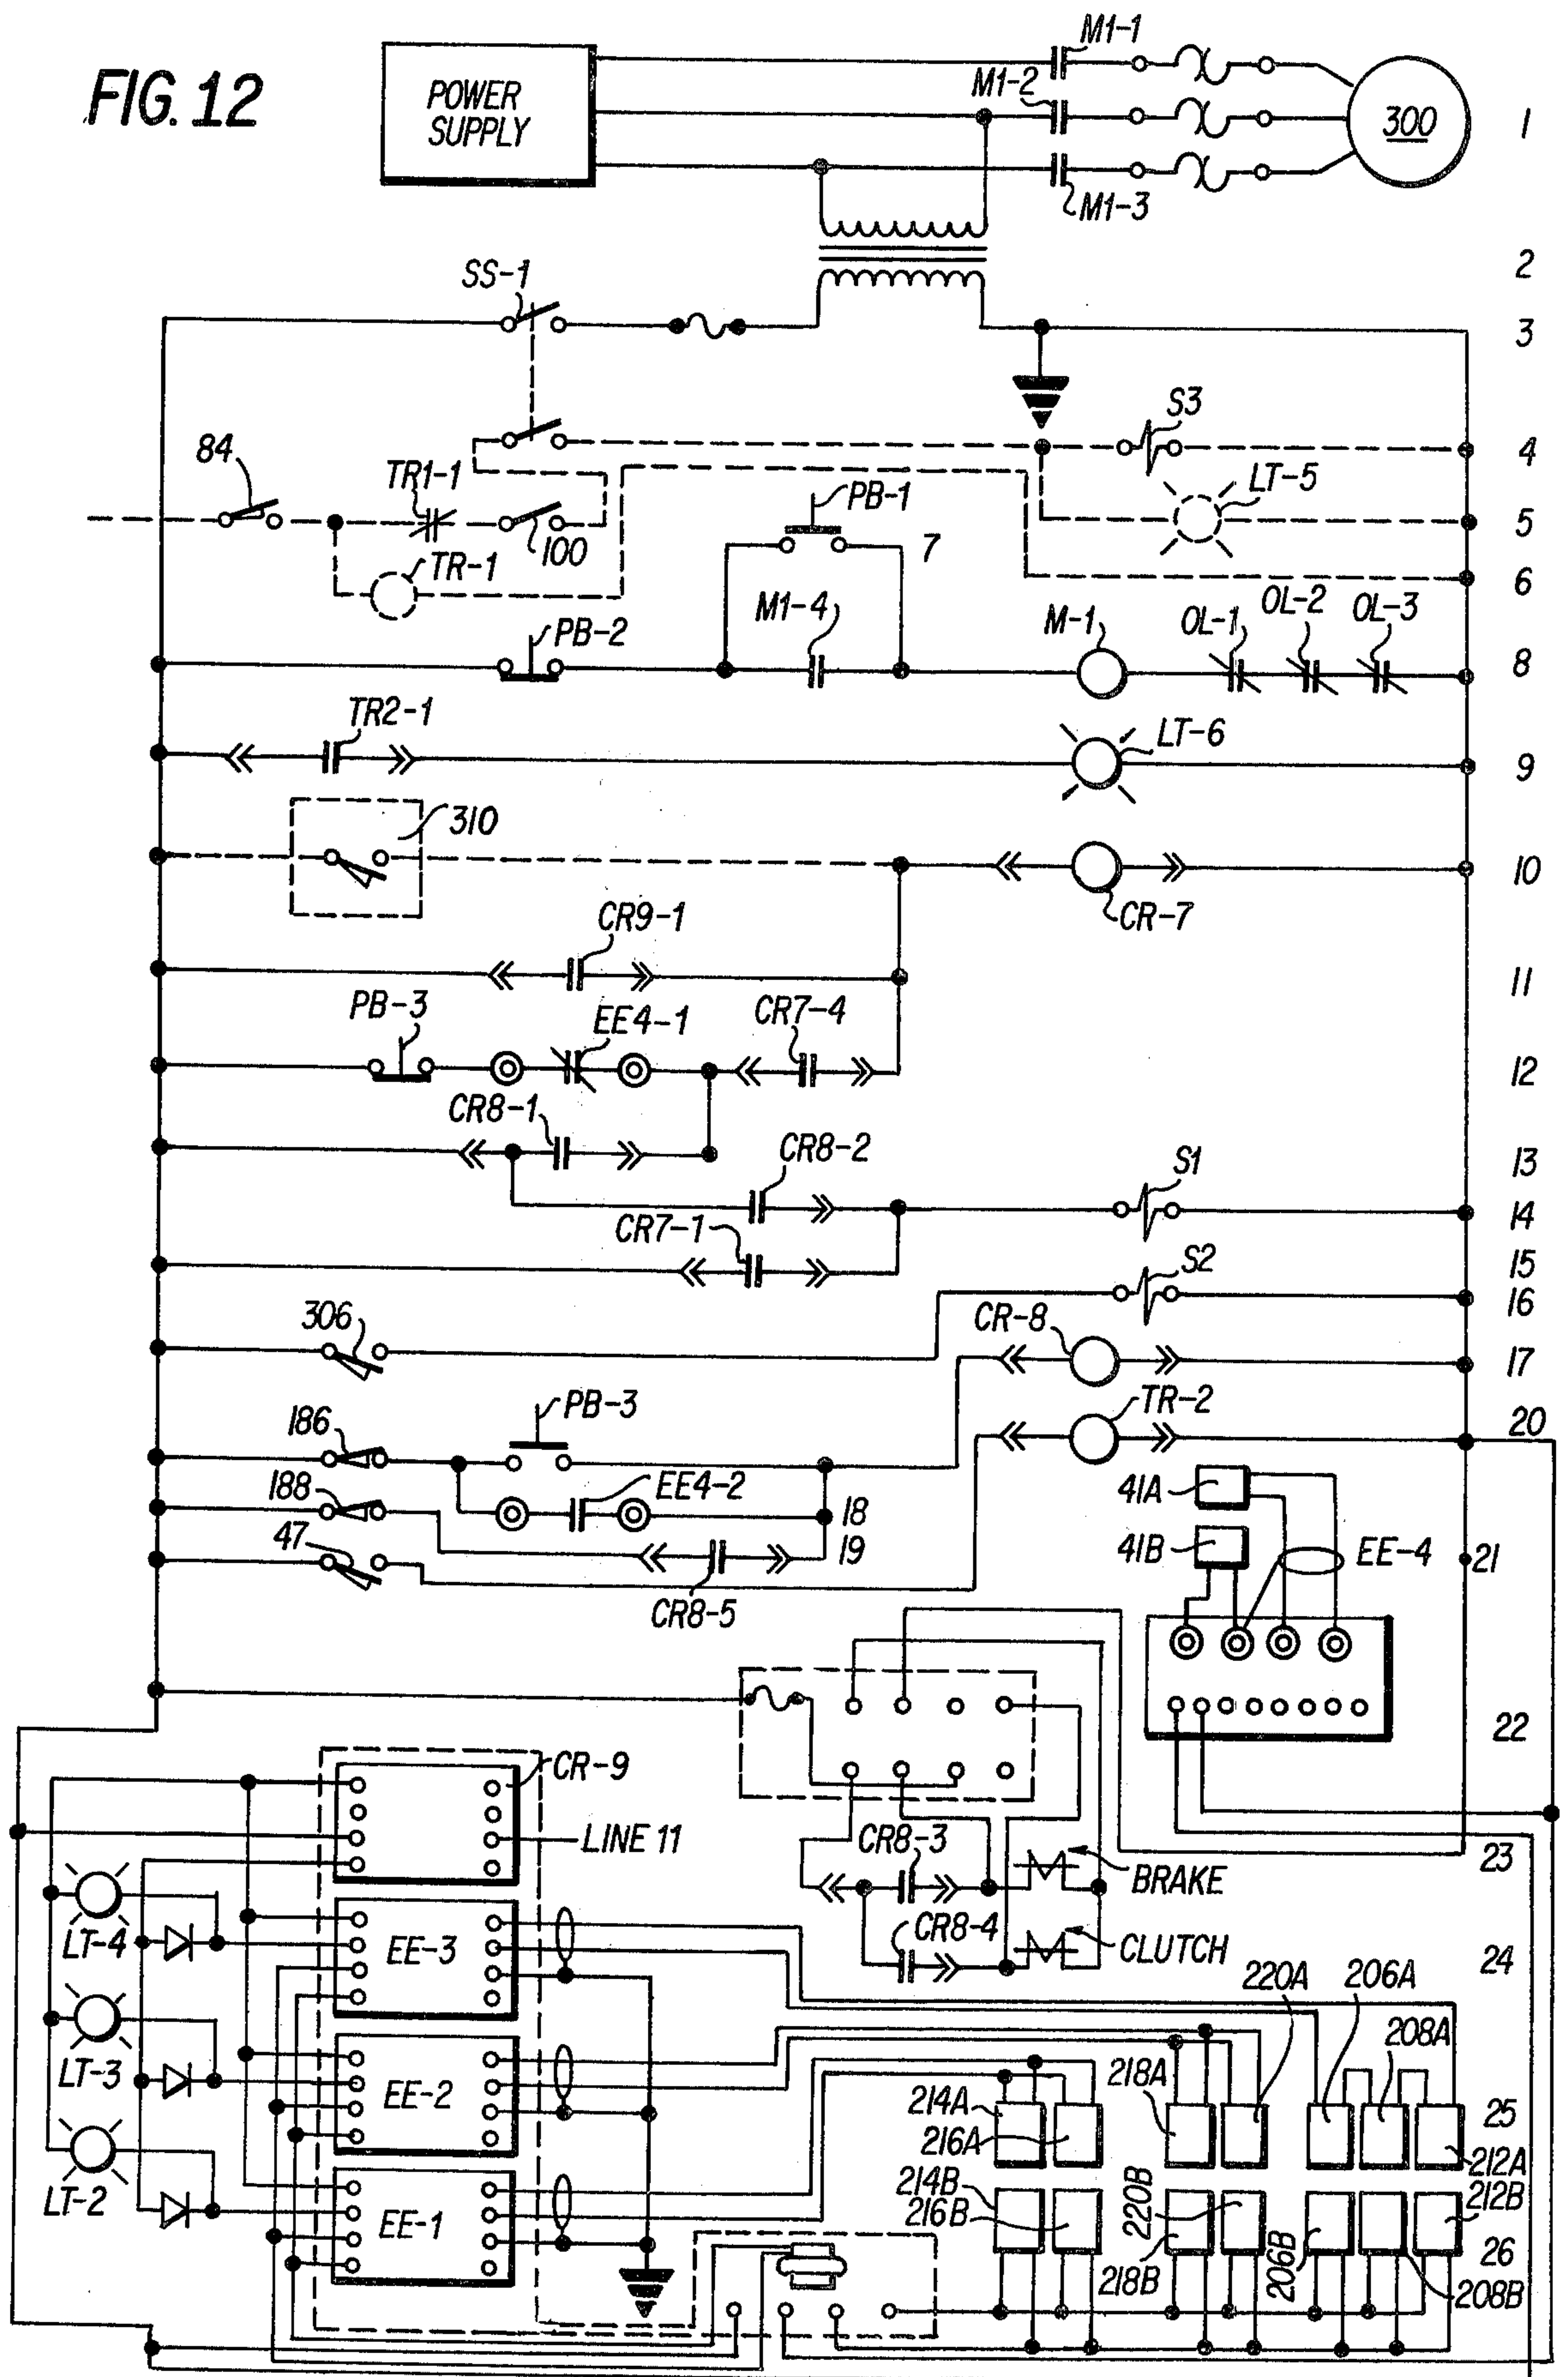 FIG. 12
POWER
SUPPLY
M1-1
M1-2
M1-3
300
1
2
SS-1
3
S3
4
84
TR1-1
100
PB-1
LT-5
5
7
TR-1
6
PB-2
M1-4
M-1
OL-1
OL-2
OL-3
8
TR2-1
LT-6
9
310
CR-7
10
CR9-1
11
PB-3
EE4-1
CR7-4
12
CR8-1
CR8-2
13
S1
14
CR7-1
15
S2
16
306
CR-8
17
TR-2
20
186
PB-3
188
EE4-2
18
47
19
CR8-5
41A
41B
EE-4
21
22
CR-9
LINE 11
CR8-3
BRAKE
23
LT-4
EE-3
CR8-4
CLUTCH
24
220A
206A
208A
LT-3
EE-2
214A
216A
218A
25
212A
LT-2
EE-1
214B
216B
218B
220B
206B
208B
212B
26